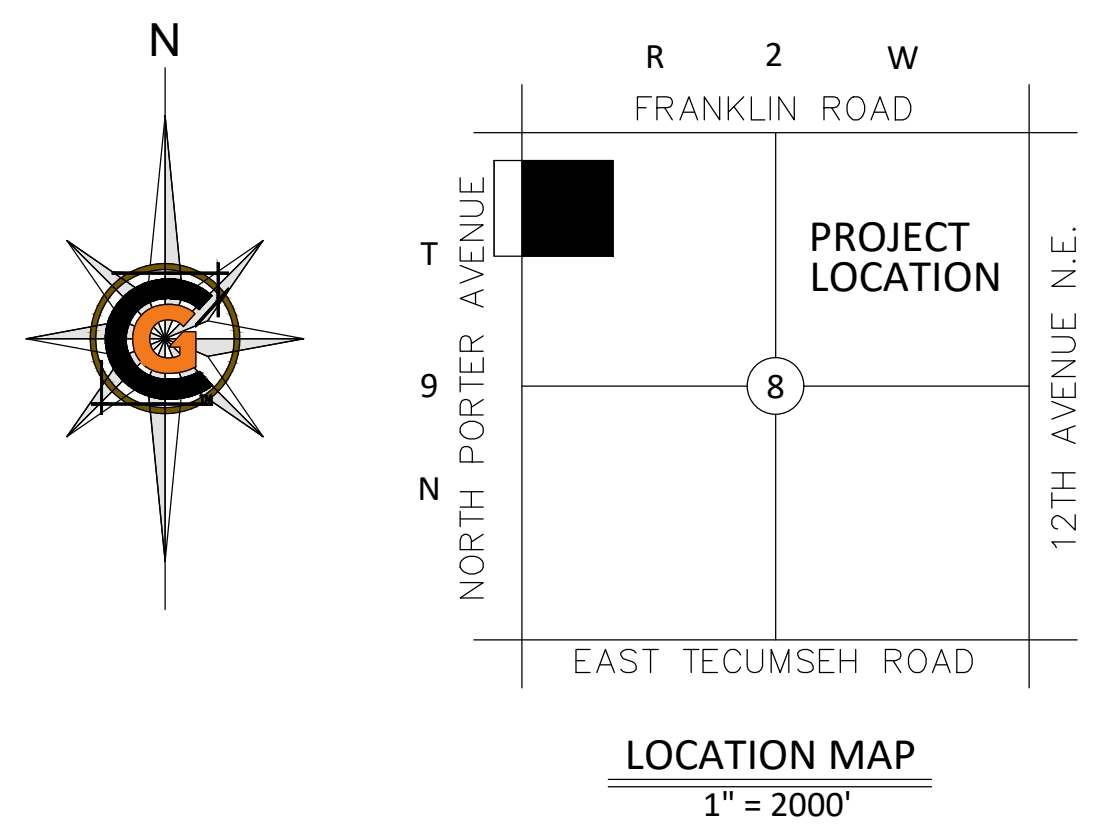 N
R 2 W
FRANKLIN ROAD
T
9
N
NORTH PORTER AVENUE
PROJECT
LOCATION
8
12TH AVENUE N.E.
EAST TECUMSEH ROAD
LOCATION MAP
1" = 2000'
CG